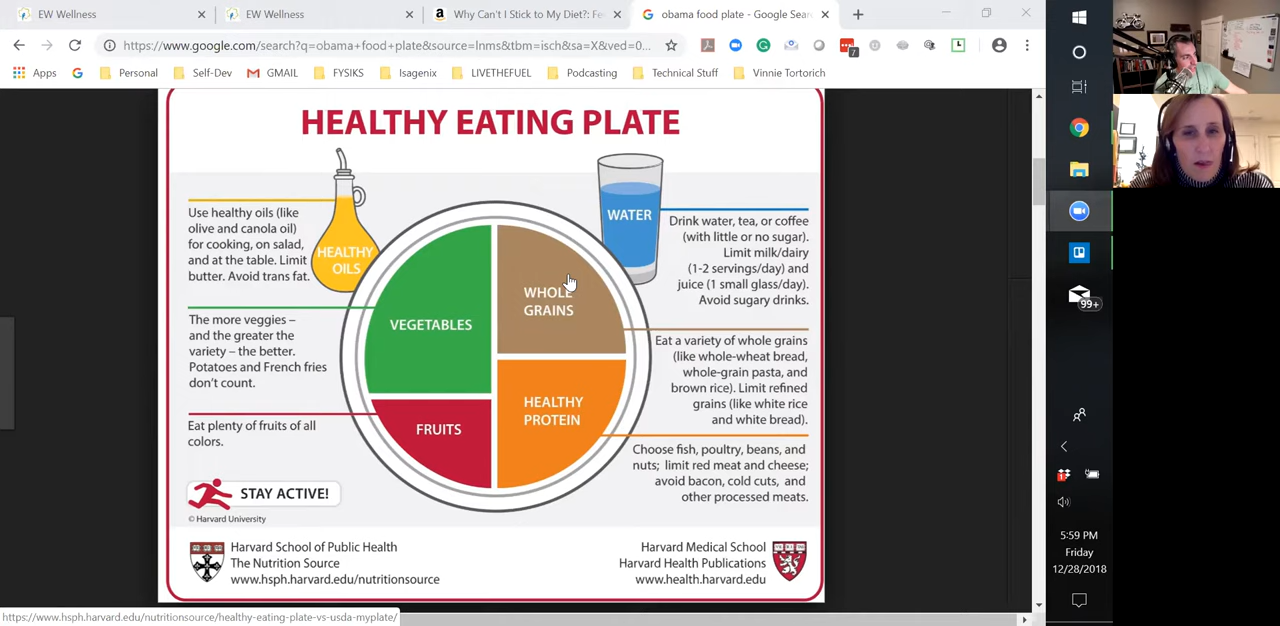 EW Wellness
EW Wellness
Why Can't I Stick to My Diet?: Fe
obama food plate - Google Sear
https://www.google.com/search?q=obama+food+plate&source=lnms&tbm=isch&sa=X&ved=0...
7
Apps
Personal
Self-Dev
GMAIL
FYSIKS
Isagenix
LIVETHEFUEL
Podcasting
Technical Stuff
Vinnie Tortorich
HEALTHY EATING PLATE
Use healthy oils (like
olive and canola oil)
for cooking, on salad,
and at the table. Limit
butter. Avoid trans fat.
HEALTHY
OILS
The more veggies –
and the greater the
variety – the better.
Potatoes and French fries
don't count.
Eat plenty of fruits of all
colors.
VEGETABLES
FRUITS
WHOLE
GRAINS
HEALTHY
PROTEIN
WATER
Drink water, tea, or coffee
(with little or no sugar).
Limit milk/dairy
(1-2 servings/day) and
juice (1 small glass/day).
Avoid sugary drinks.
Eat a variety of whole grains
(like whole-wheat bread,
whole-grain pasta, and
brown rice). Limit refined
grains (like white rice
and white bread).
Choose fish, poultry, beans, and
nuts; limit red meat and cheese;
avoid bacon, cold cuts, and
other processed meats.
STAY ACTIVE!
© Harvard University
Harvard School of Public Health
The Nutrition Source
www.hsph.harvard.edu/nutritionsource
Harvard Medical School
Harvard Health Publications
www.health.harvard.edu
https://www.hsph.harvard.edu/nutritionsource/healthy-eating-plate-vs-usda-myplate/
99+
1
5:59 PM
Friday
12/28/2018